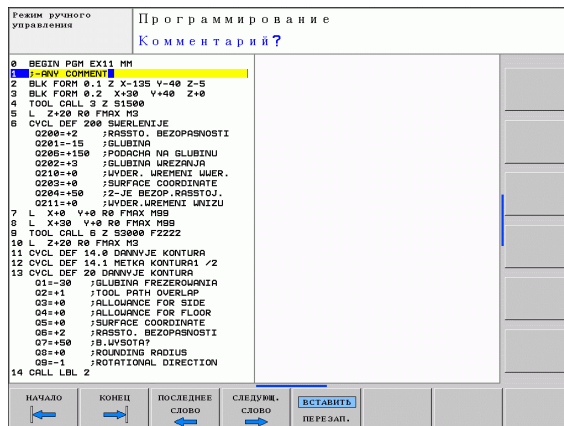 Режим ручного
управления
Программирование
Комментарий?
0 BEGIN PGM EX11 MM
1 ;-ANY COMMENT
2 BLK FORM 0.1 Z X-135 Y-40 Z-5
3 BLK FORM 0.2 X+30 Y+40 Z+0
4 TOOL CALL 3 Z S1500
5 L Z+20 R0 FMAX M3
6 CYCL DEF 200 SWERLENIJE
Q200=+2 ;RASSTO. BEZOPASNOSTI
Q201=-15 ;GLUBINA
Q206=+150 ;PODACHA NA GLUBINU
Q202=+3 ;GLUBINA WREZANJA
Q210=+0 ;WYDER. WREMENI WWER.
Q203=+0 ;SURFACE COORDINATE
Q204=+50 ;2-JE BEZOP.RASSTOJ.
Q211=+0 ;WYDER.WREMENI WNIZU
7 L X+0 Y+0 R0 FMAX M99
8 L X+30 Y+0 R0 FMAX M99
9 TOOL CALL 6 Z S3000 F2222
10 L Z+20 R0 FMAX M3
11 CYCL DEF 14.0 DANNYJE KONTURA
12 CYCL DEF 14.1 METKA KONTURA1 /2
13 CYCL DEF 20 DANNYJE KONTURA
Q1=-30 ;GLUBINA FREZEROWANIA
Q2=+1 ;TOOL PATH OVERLAP
Q3=+0 ;ALLOWANCE FOR SIDE
Q4=+0 ;ALLOWANCE FOR FLOOR
Q5=+0 ;SURFACE COORDINATE
Q6=+2 ;RASSTO. BEZOPASNOSTI
Q7=+50 ;B.WYSOTA?
Q8=+0 ;ROUNDING RADIUS
Q9=-1 ;ROTATIONAL DIRECTION
14 CALL LBL 2
НАЧАЛО
КОНЕЦ
ПОСЛЕДНЕЕ
СЛОВО
СЛЕДУЮЩ.
СЛОВО
ВСТАВИТЬ
ПЕРЕЗАП.